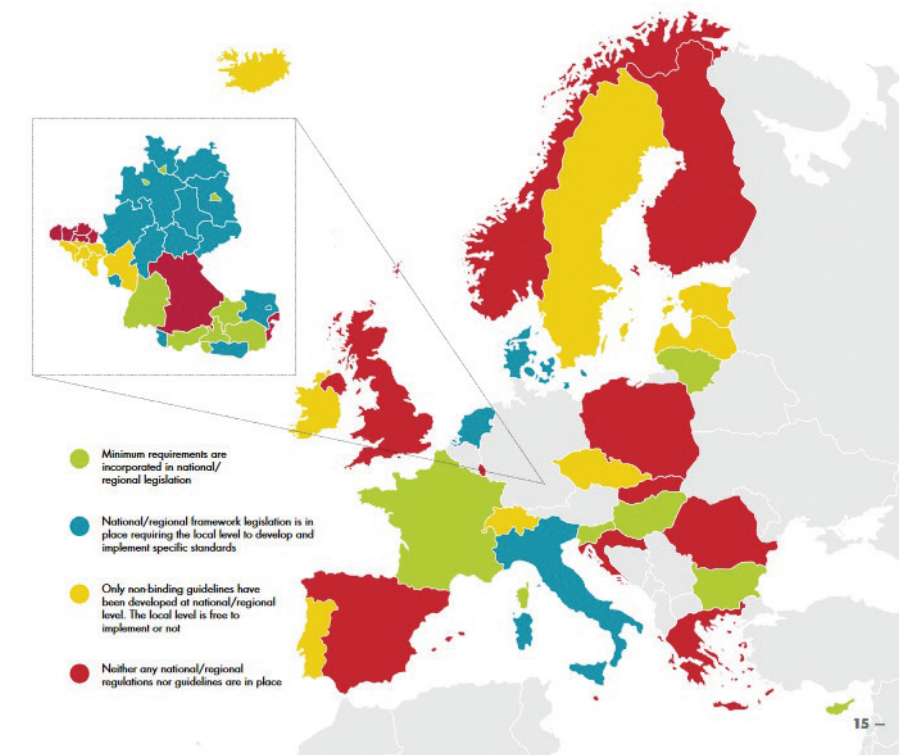 Minimum requirements are
incorporated in national/
regional legislation
National/regional framework legislation is in
place requiring the local level to develop and
implement specific standards
Only non-binding guidelines have
been developed at national/regional
level. The local level is free to
implement or not
Neither any national/regional
regulations nor guidelines are in place
15 –